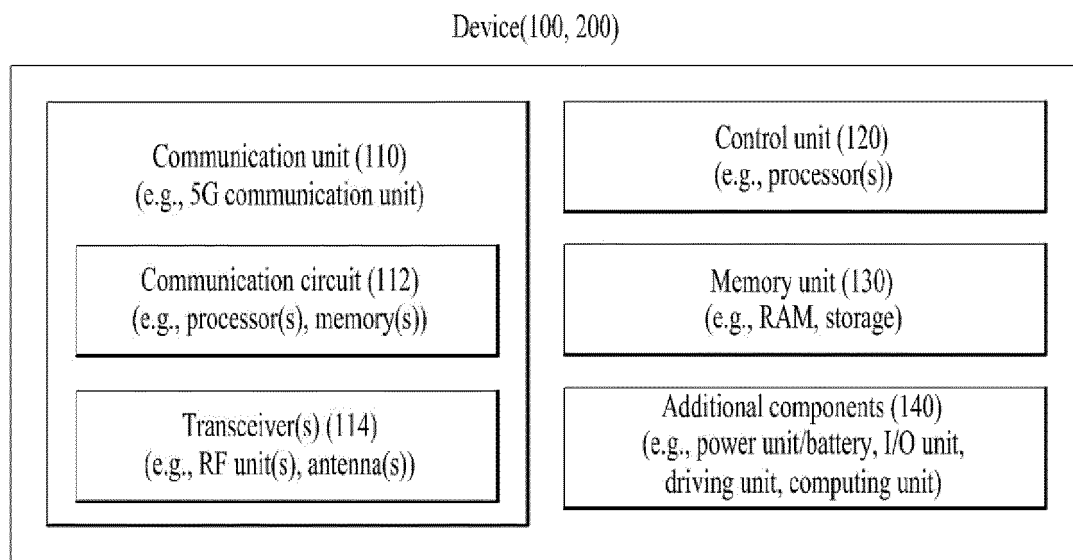 Device(100, 200)
Communication unit (110)
(e.g., 5G communication unit)
Communication circuit (112)
(e.g., processor(s), memory(s))
Transceiver(s) (114)
(e.g., RF unit(s), antenna(s))
Control unit (120)
(e.g., processor(s))
Memory unit (130)
(e.g., RAM, storage)
Additional components (140)
(e.g., power unit/battery, I/O unit,
driving unit, computing unit)